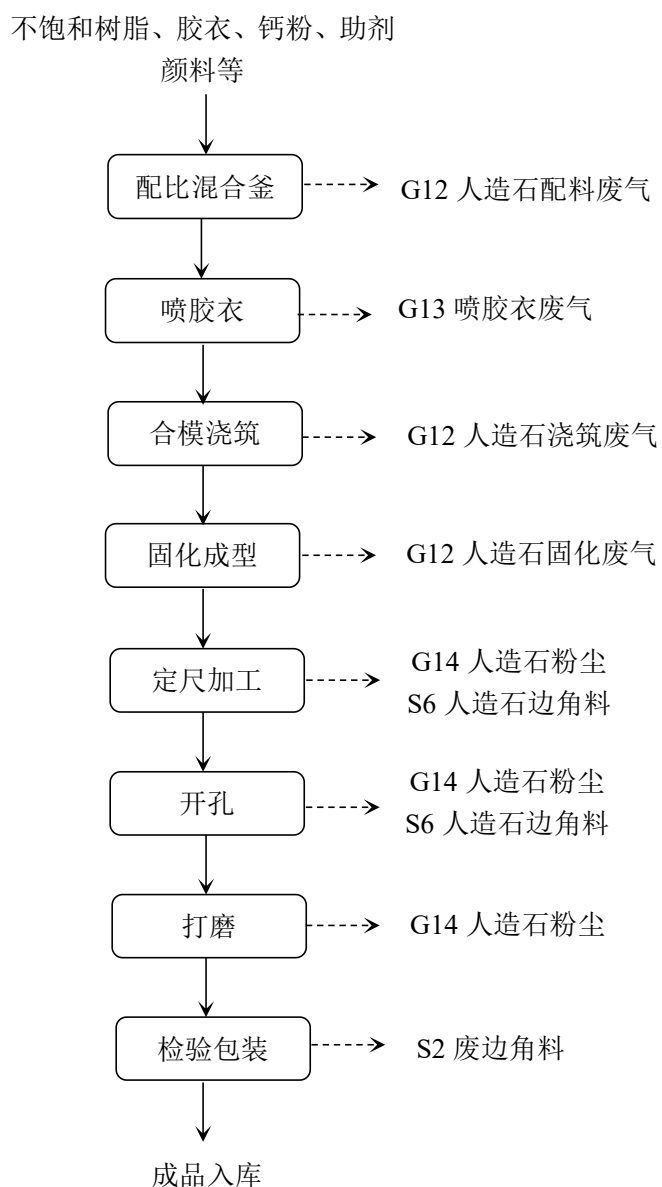 不饱和树脂、胶衣、钙粉、助剂
颜料等
配比混合釜
G12 人造石配料废气
喷胶衣
G13 喷胶衣废气
合模浇筑
G12 人造石浇筑废气
固化成型
G12 人造石固化废气
定尺加工
G14 人造石粉尘
S6 人造石边角料
开孔
G14 人造石粉尘
S6 人造石边角料
打磨
G14 人造石粉尘
检验包装
S2 废边角料
成品入库